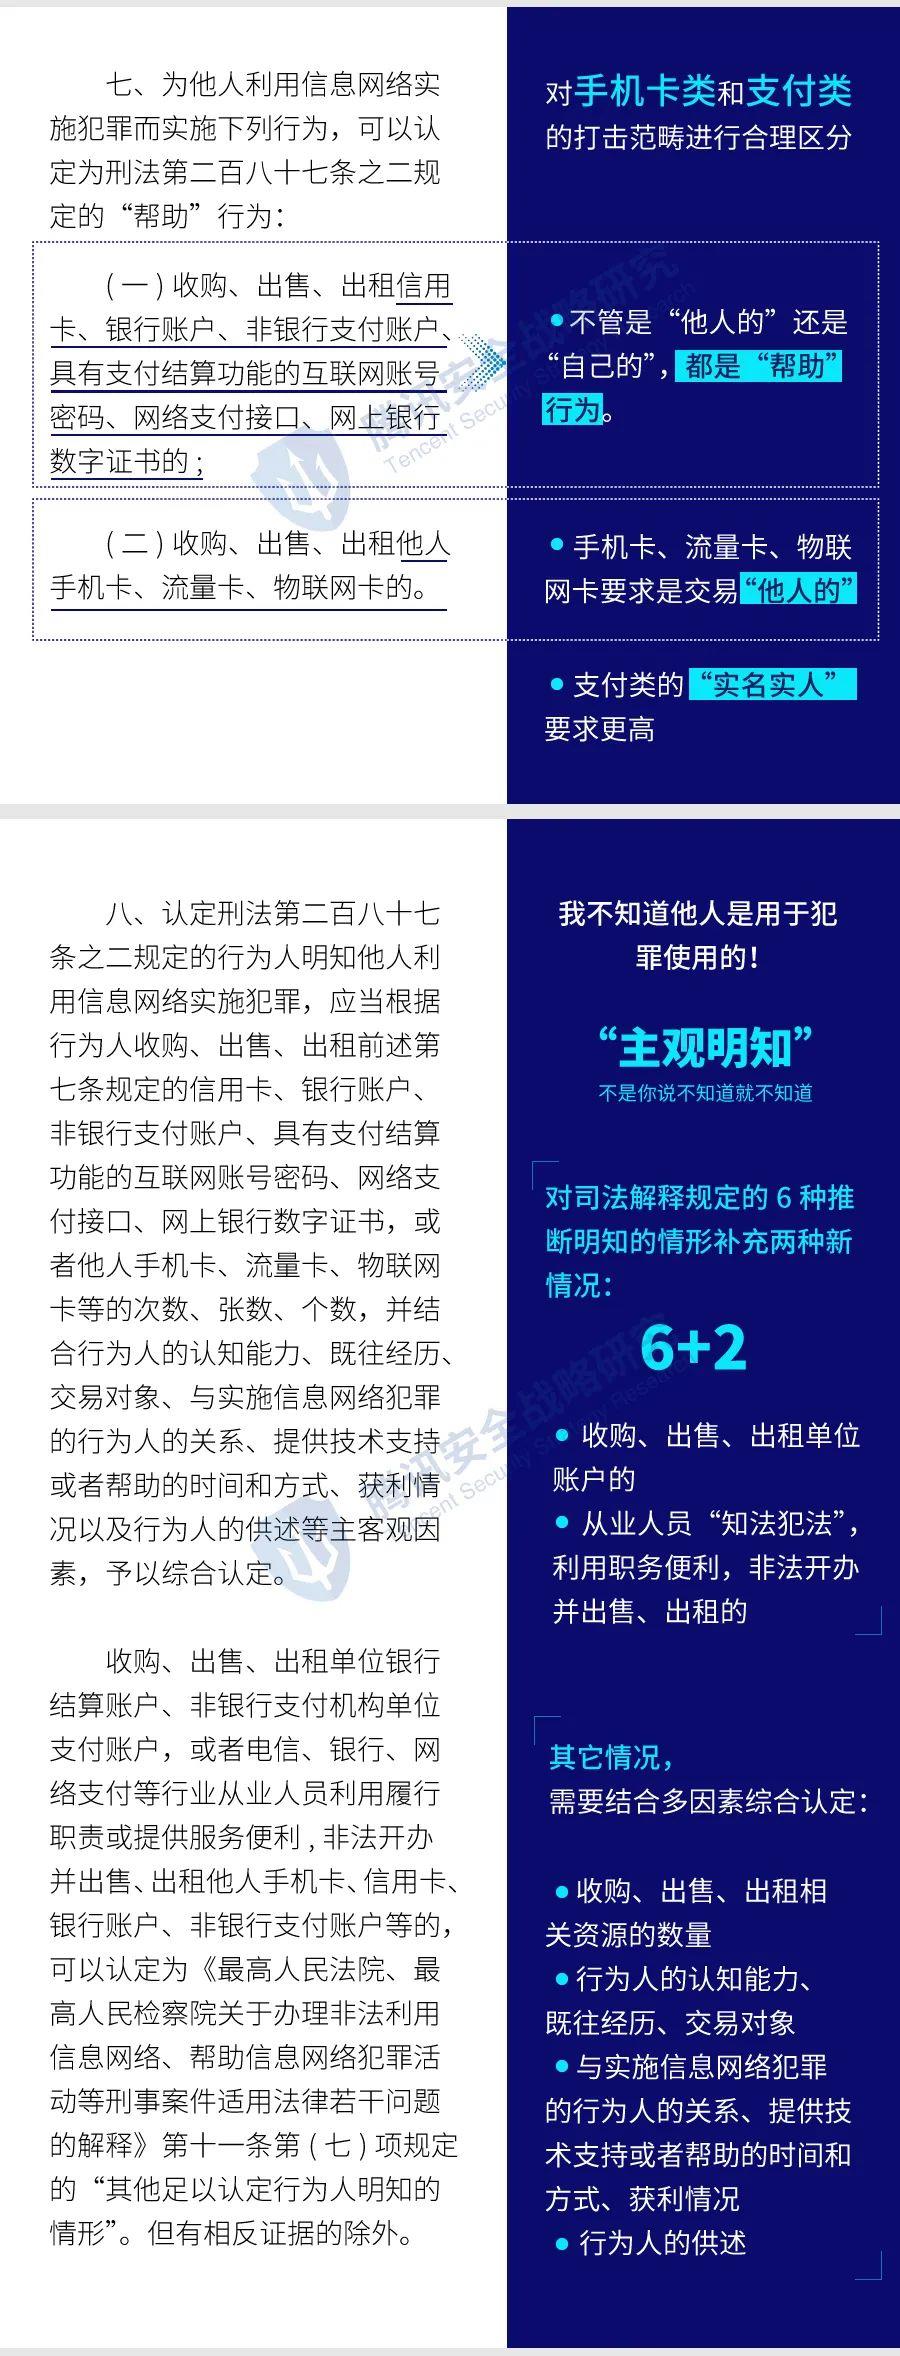 七、为他人利用信息网络实
施犯罪而实施下列行为，可以认
定为刑法第二百八十七条之二规
定的“帮助”行为：
(一)收购、出售、出租信用
卡、银行账户、非银行支付账户、
具有支付结算功能的互联网账号
密码、网络支付接口、网上银行
数字证书的;
(二)收购、出售、出租他人
手机卡、流量卡、物联网卡的。
对手机卡类和支付类
的打击范畴进行合理区分
●不管是“他人的”还是
“自己的”，都是“帮助”
行为。
●手机卡、流量卡、物联
网卡要求是交易“他人的”
●支付类的“实名实人”
要求更高
腾讯安全战略研究
Tencent Security Strategy Research
八、认定刑法第二百八十七
条之二规定的行为人明知他人利
用信息网络实施犯罪，应当根据
行为人收购、出售、出租前述第
七条规定的信用卡、银行账户、
非银行支付账户、具有支付结算
功能的互联网账号密码、网络支
付接口、网上银行数字证书，或
者他人手机卡、流量卡、物联网
卡等的次数、张数、个数，并结
合行为人的认知能力、既往经历、
交易对象、与实施信息网络犯罪
的行为人的关系、提供技术支持
或者帮助的时间和方式、获利情
况以及行为人的供述等主客观因
素，予以综合认定。
收购、出售、出租单位银行
结算账户、非银行支付机构单位
支付账户，或者电信、银行、网
络支付等行业从业人员利用履行
职责或提供服务便利,非法开办
并出售、出租他人手机卡、信用卡、
银行账户、非银行支付账户等的，
可以认定为《最高人民法院、最
高人民检察院关于办理非法利用
信息网络、帮助信息网络犯罪活
动等刑事案件适用法律若干问题
的解释》第十一条第(七)项规定
的“其他足以认定行为人明知的
情形”。但有相反证据的除外。
我不知道他人是用于犯
罪使用的！
“主观明知”
不是你说不知道就不知道
对司法解释规定的 6 种推
断明知的情形补充两种新
情况：
6+2
●收购、出售、出租单位
账户的
●从业人员“知法犯法”，
利用职务便利，非法开办
并出售、出租的
其它情况，
需要结合多因素综合认定：
●收购、出售、出租相
关资源的数量
●行为人的认知能力、
既往经历、交易对象
●与实施信息网络犯罪
的行为人的关系、提供技
术支持或者帮助的时间和
方式、获利情况
●行为人的供述
腾讯安全战略研究
Tencent Security Strategy Research